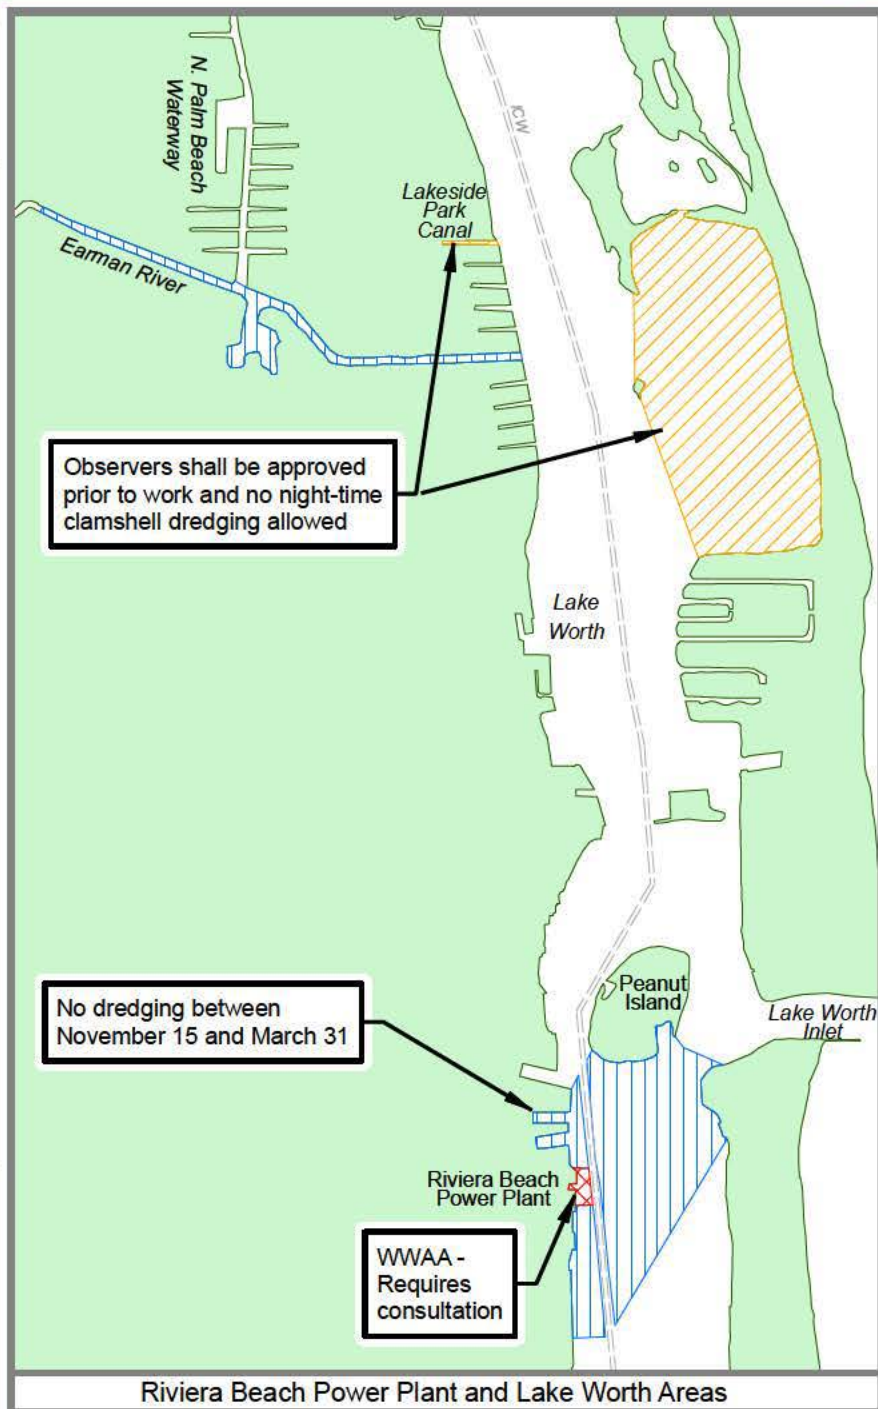 N. Palm Beach
Waterway
ICW
Lakeside
Park
Canal
Earman River
Observers shall be approved
prior to work and no night-time
clamshell dredging allowed
Lake
Worth
Peanut
Island
No dredging between
November 15 and March 31
Lake Worth
Inlet
Riviera Beach
Power Plant
WWAA -
Requires
consultation
Riviera Beach Power Plant and Lake Worth Areas